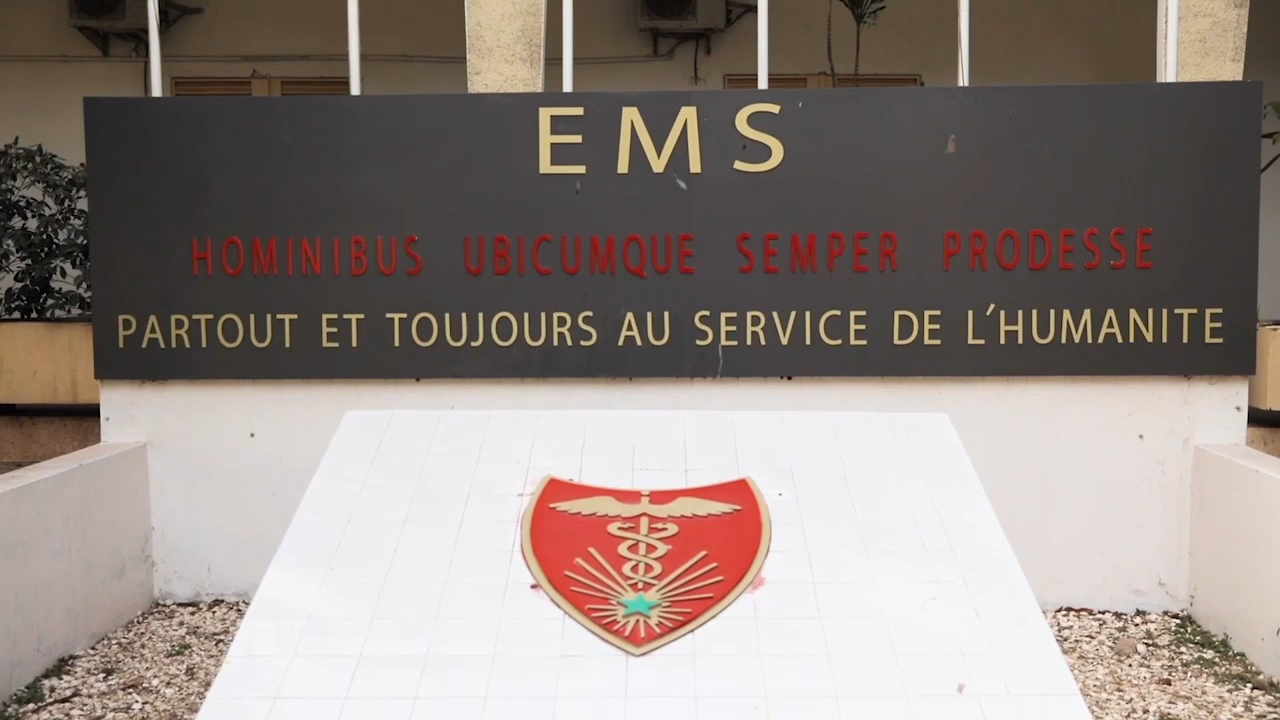 EMS
HOMINIBUS UBICUMQUE SEMPER PRODESSE
PARTOUT ET TOUJOURS AU SERVICE DE L'HUMANITE